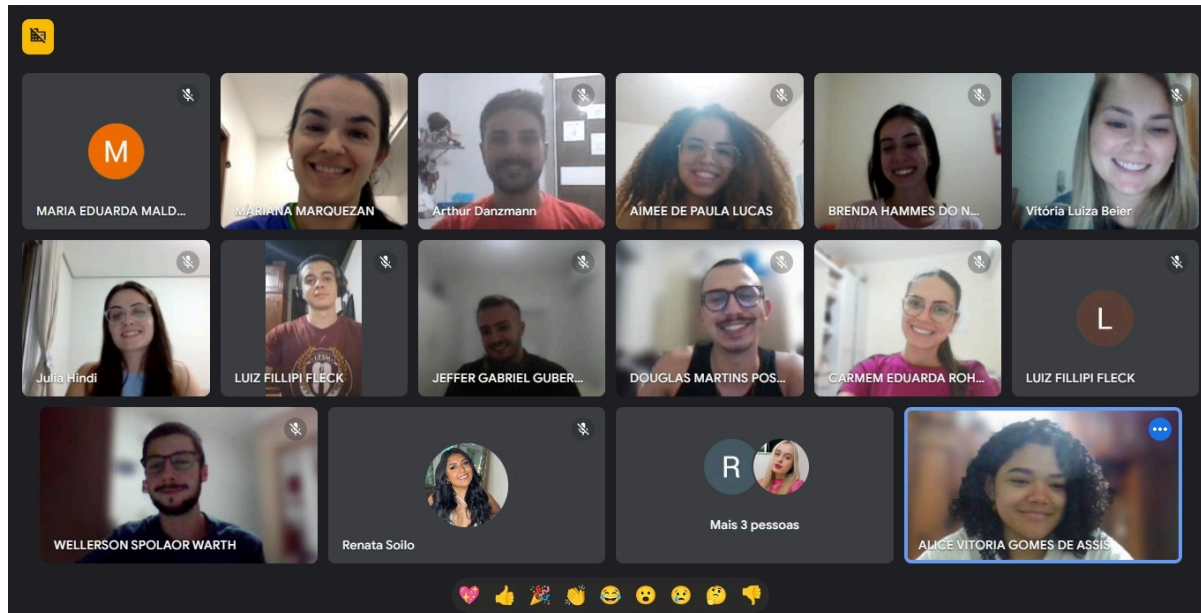 M
MARIA EDUARDA MALD...
MARIANA MARQUEZAN
Arthur Danzmann
AIMEE DE PAULA LUCAS
BRENDA HAMMES DO N...
Vitória Luiza Beier
Julia Hindi
LUIZ FILLIPI FLECK
UFSM
JEFFER GABRIEL GUBER...
DOUGLAS MARTINS POS...
CARMEM EDUARDA ROH...
L
LUIZ FILLIPI FLECK
WELLERSON SPOLAOR WARTH
Renata Soilo
R
Mais 3 pessoas
ALICE VITORIA GOMES DE ASSIS